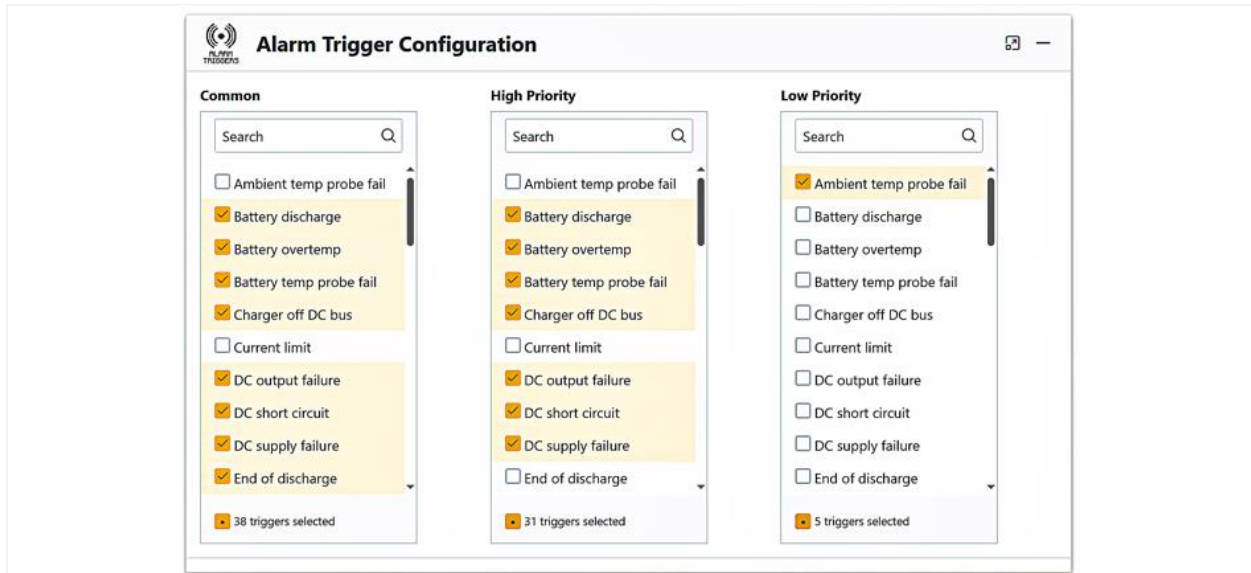 ALARM
TRIGGERS
Alarm Trigger Configuration
Common
Search
Ambient temp probe fail
Battery discharge
Battery overtemp
Battery temp probe fail
Charger off DC bus
Current limit
DC output failure
DC short circuit
DC supply failure
End of discharge
38 triggers selected
High Priority
Search
Ambient temp probe fail
Battery discharge
Battery overtemp
Battery temp probe fail
Charger off DC bus
Current limit
DC output failure
DC short circuit
DC supply failure
End of discharge
31 triggers selected
Low Priority
Search
Ambient temp probe fail
Battery discharge
Battery overtemp
Battery temp probe fail
Charger off DC bus
Current limit
DC output failure
DC short circuit
DC supply failure
End of discharge
5 triggers selected